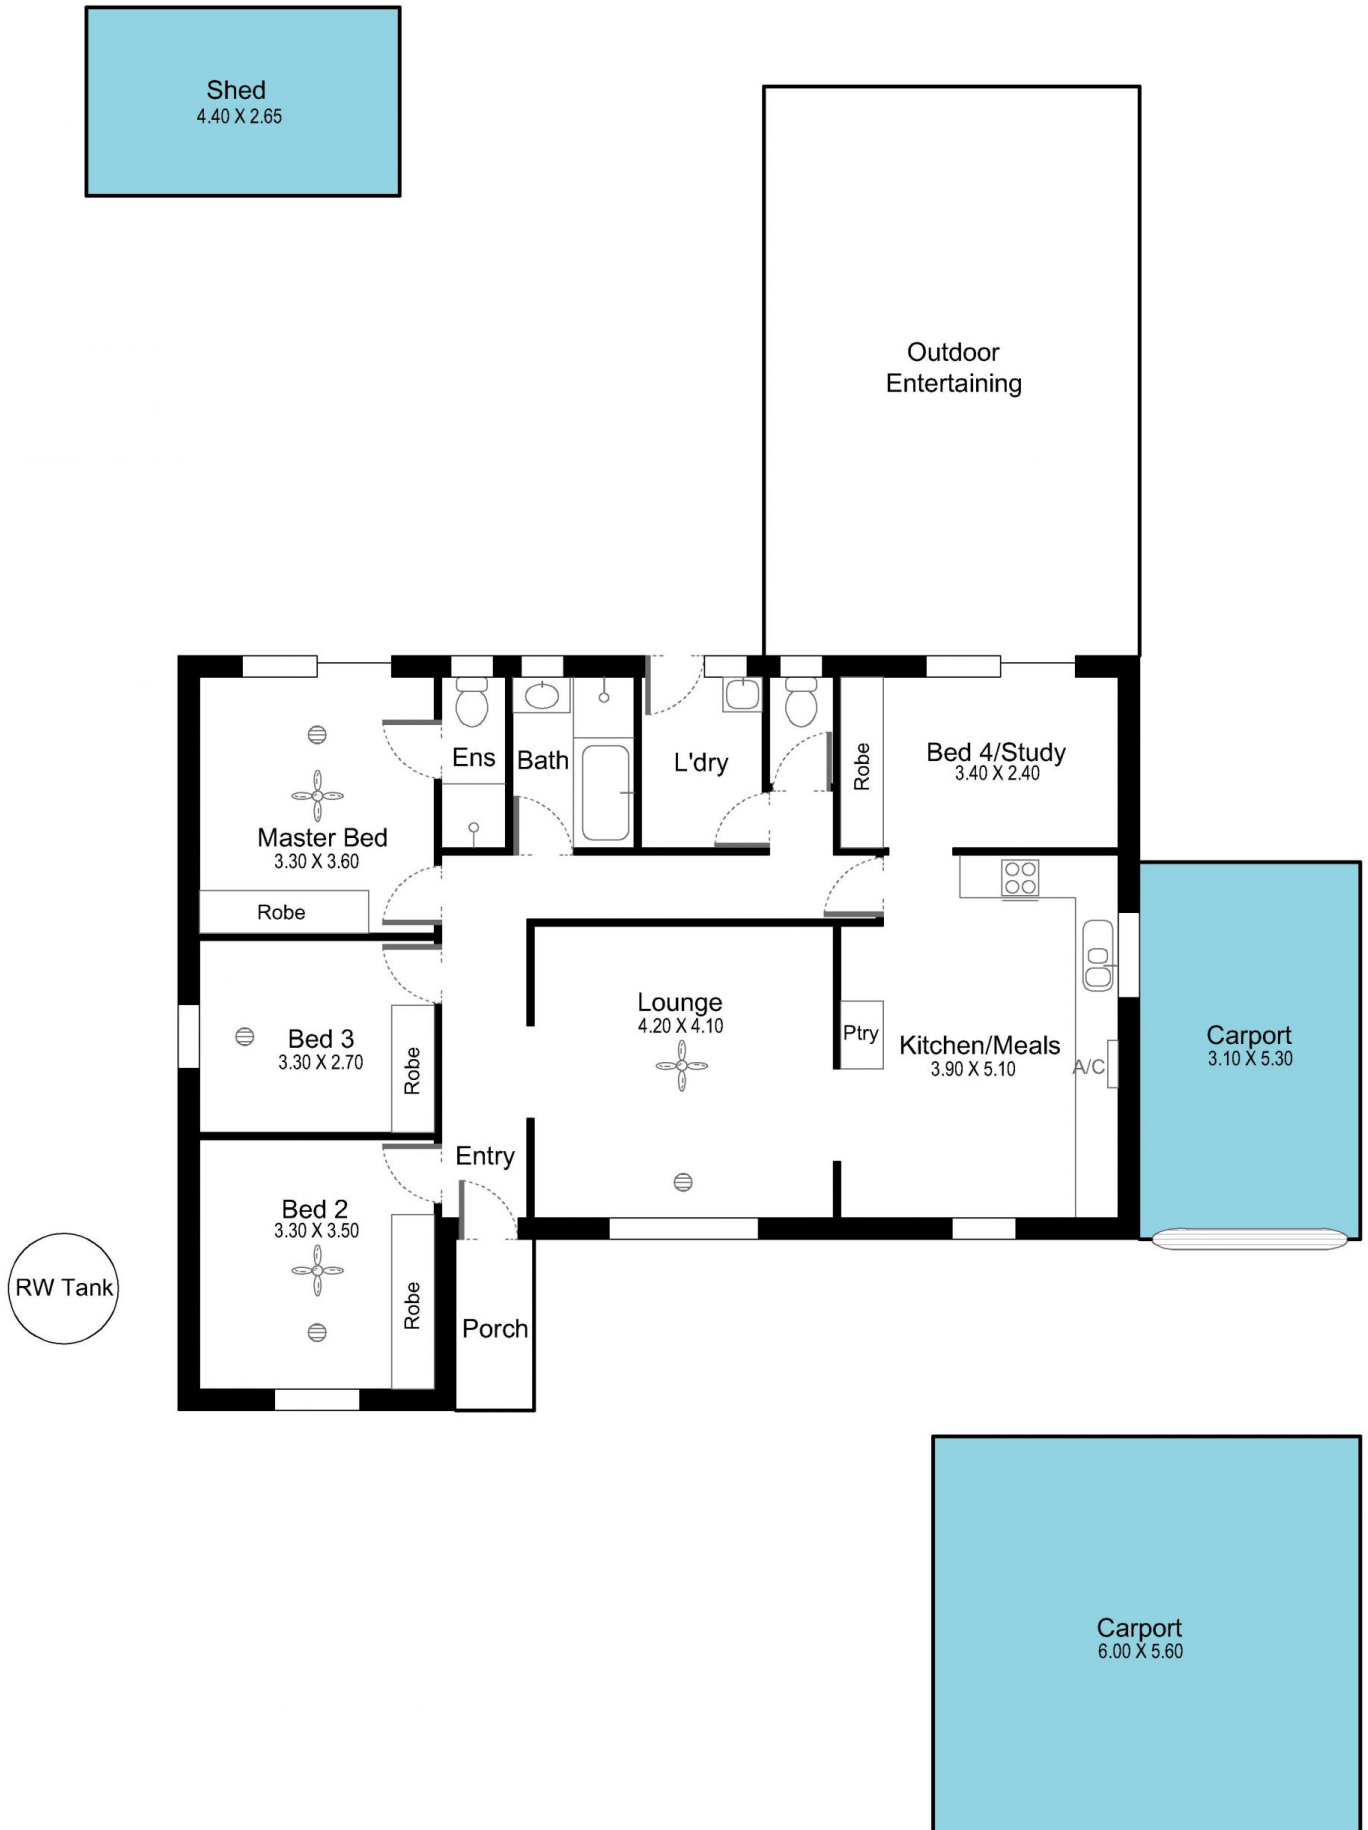 Shed
4.40 X 2.65
Outdoor
Entertaining
Ens
Bath
L'dry
Robe
Bed 4/Study
3.40 X 2.40
Master Bed
3.30 X 3.60
Robe
Bed 3
3.30 X 2.70
Robe
Lounge
4.20 X 4.10
Ptry
Kitchen/Meals
3.90 X 5.10
A/C
Carport
3.10 X 5.30
Entry
Bed 2
3.30 X 3.50
Robe
RW Tank
Porch
Carport
6.00 X 5.60